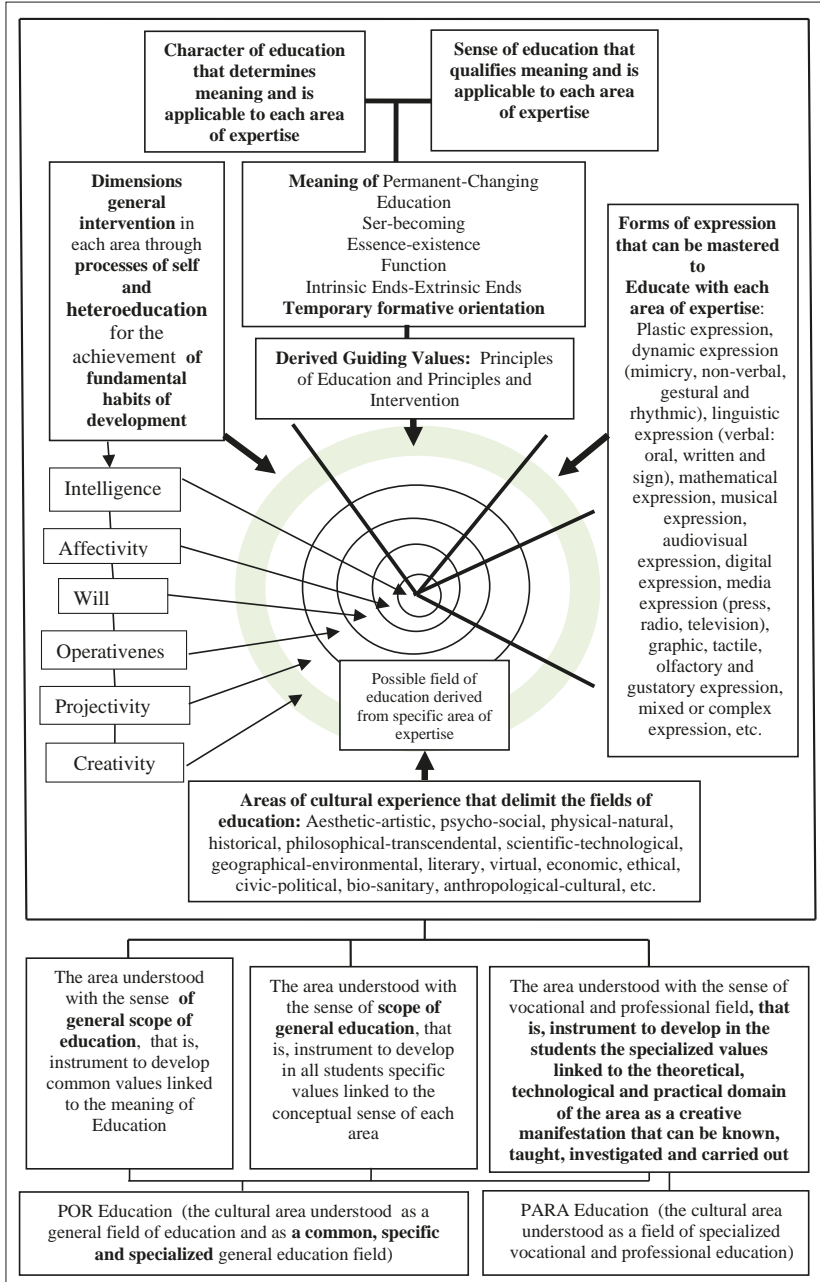 Character of education
that determines
meaning and is
applicable to each area
of expertise
Sense of education that
qualifies meaning and is
applicable to each area
of expertise
Dimensions
general
intervention in
each area through
processes of self
and
heteroeducation
for the
achievement of
fundamental
habits of
development
Meaning of Permanent-Changing
Education
Ser-becoming
Essence-existence
Function
Intrinsic Ends-Extrinsic Ends
Temporary formative orientation
Derived Guiding Values: Principles
of Education and Principles and
Intervention
Forms of expression
that can be mastered
to
Educate with each
area of expertise:
Plastic expression,
dynamic expression
(mimicry, non-verbal,
gestural and
rhythmic), linguistic
expression (verbal:
oral, written and
sign), mathematical
expression, musical
expression,
audiovisual
expression, digital
expression, media
expression (press,
radio, television),
graphic, tactile,
olfactory and
gustatory expression,
mixed or complex
expression, etc.
Intelligence
Affectivity
Will
Operativenes
Projectivity
Creativity
Possible field of
education derived
from specific area of
expertise
Areas of cultural experience that delimit the fields of
education: Aesthetic-artistic, psycho-social, physical-natural,
historical, philosophical-transcendental, scientific-technological,
geographical-environmental, literary, virtual, economic, ethical,
civic-political, bio-sanitary, anthropological-cultural, etc.
The area understood
with the sense of
general scope of
education, that is,
instrument to develop
common values linked
to the meaning of
Education
The area understood with
the sense of scope of
general education, that
is, instrument to develop
in all students specific
values linked to the
conceptual sense of each
area
The area understood with the sense of
vocational and professional field, that
is, instrument to develop in the
students the specialized values
linked to the theoretical,
technological and practical domain
of the area as a creative
manifestation that can be known,
taught, investigated and carried out
POR Education (the cultural area understood as a
general field of education and as a common, specific
and specialized general education field)
PARA Education (the cultural area
understood as a field of specialized
vocational and professional education)